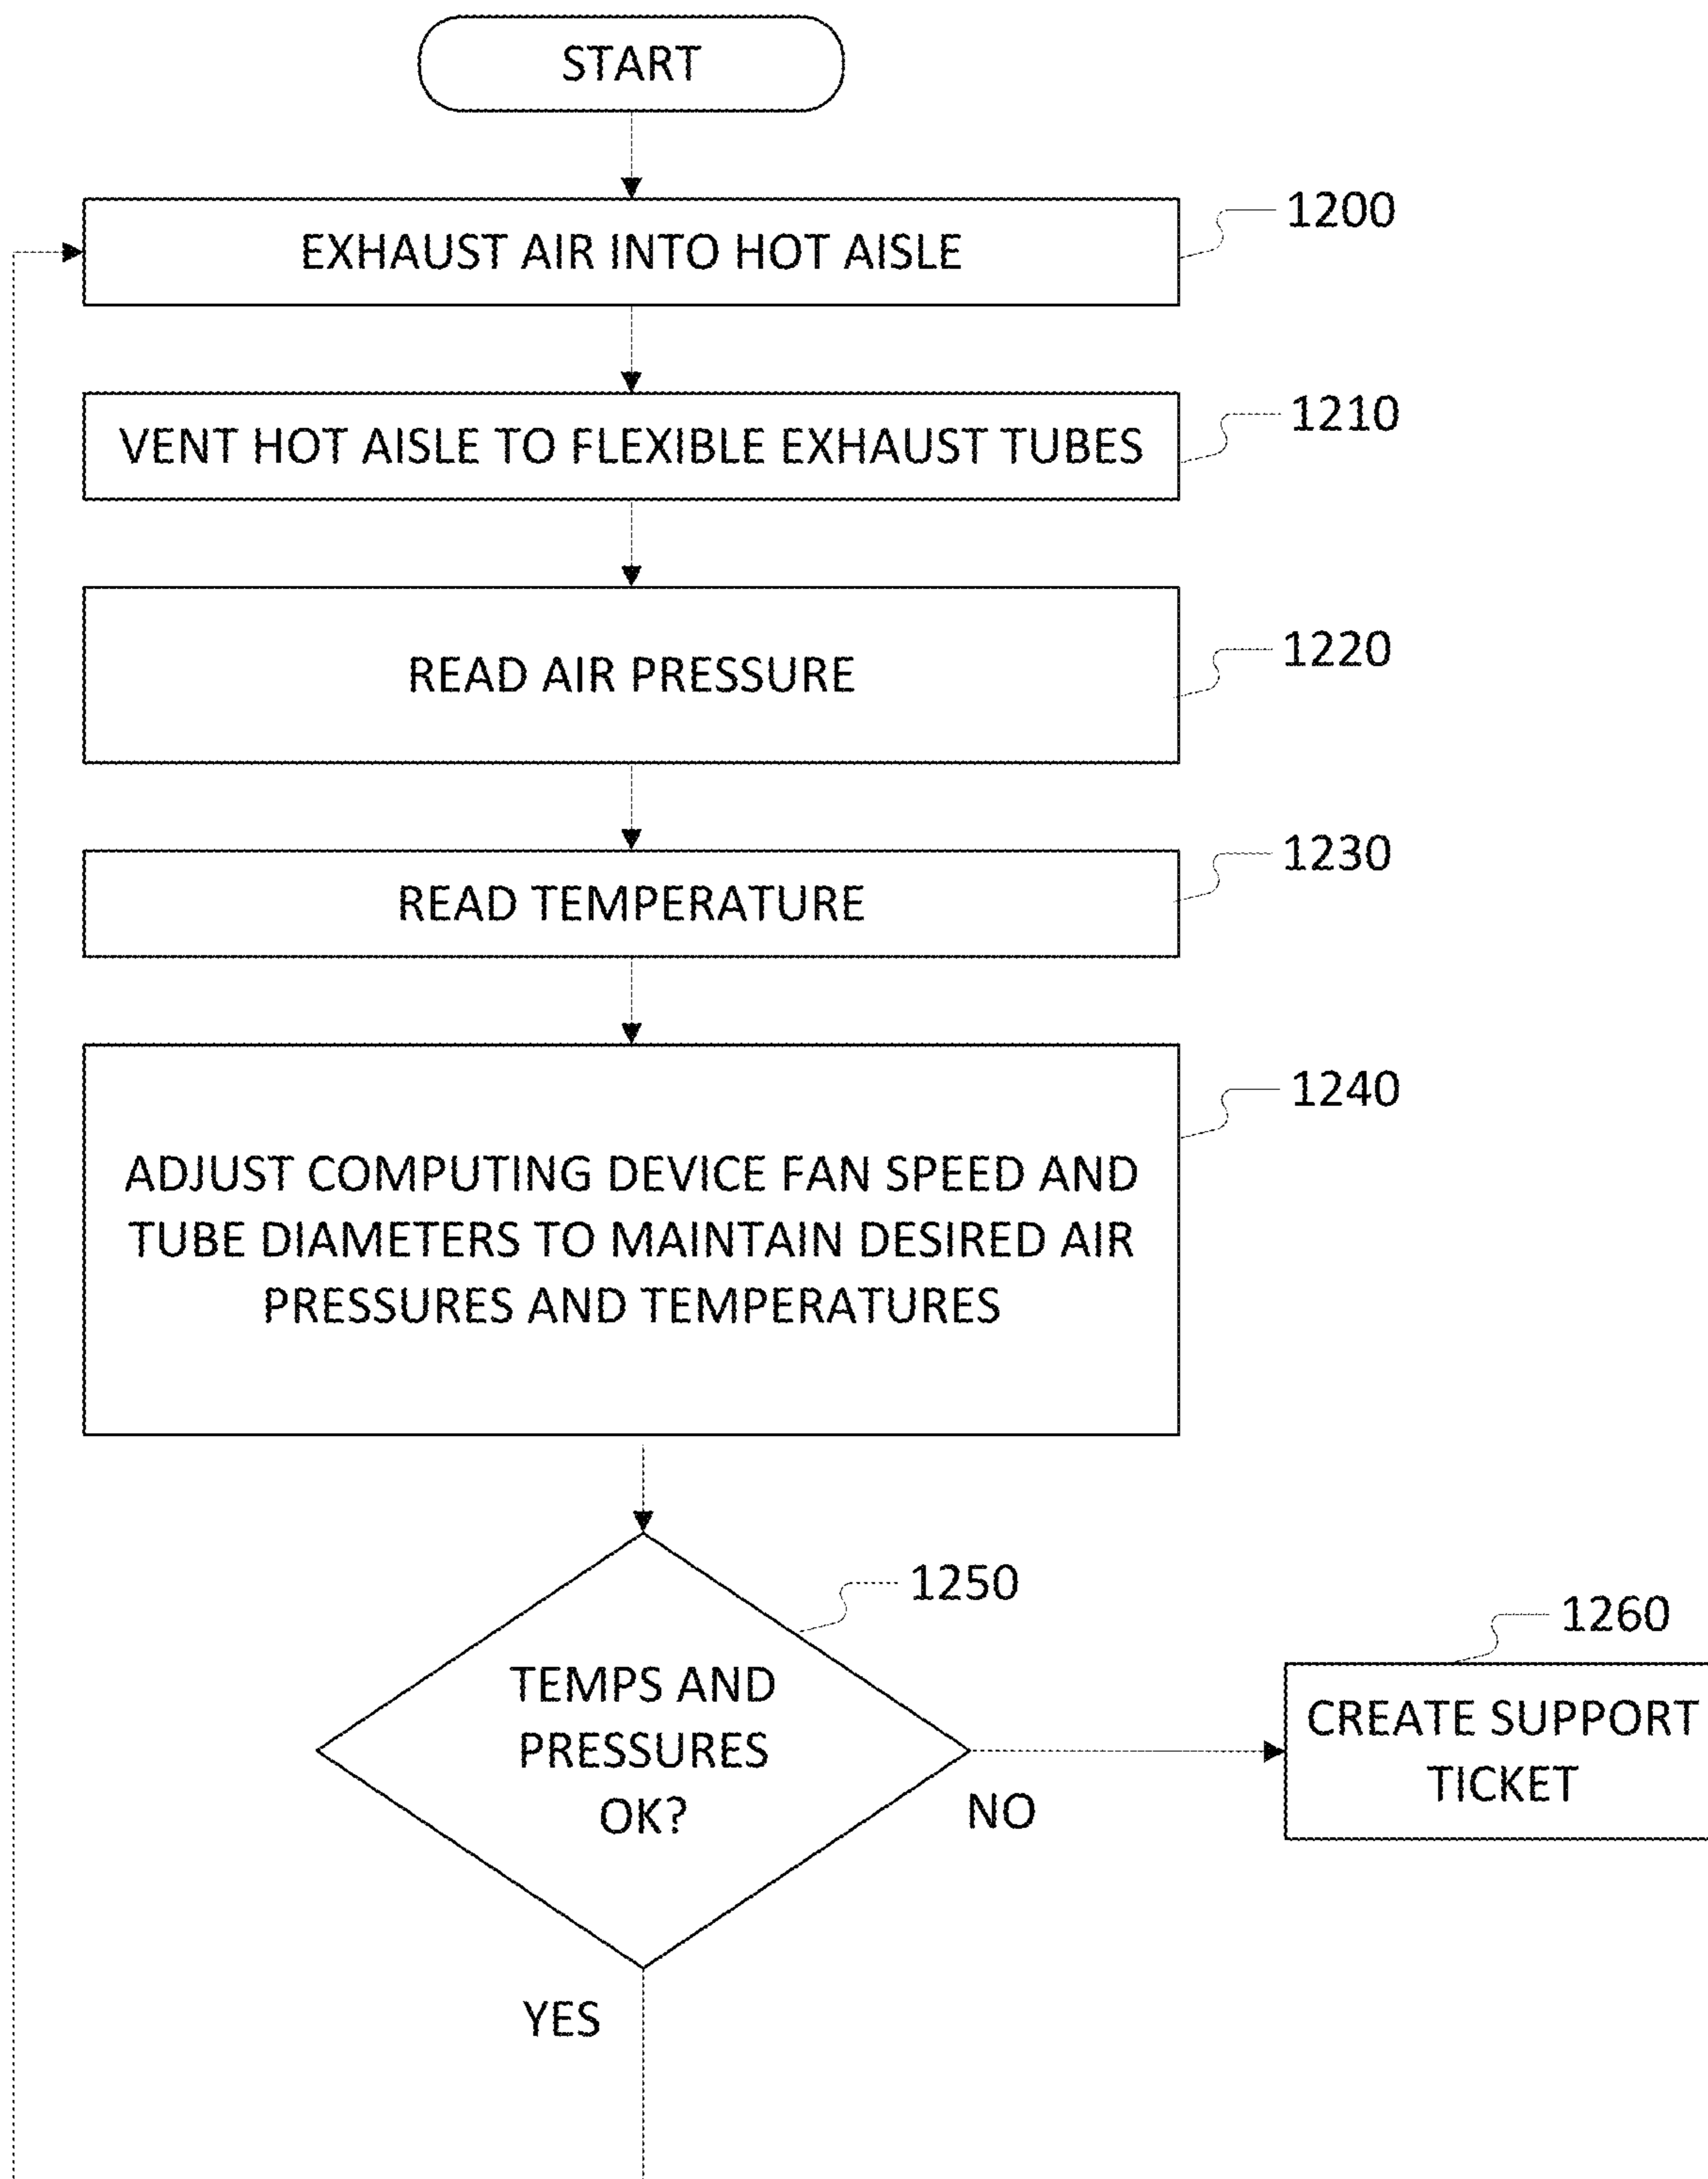 START
1200
EXHAUST AIR INTO HOT AISLE
1210
VENT HOT AISLE TO FLEXIBLE EXHAUST TUBES
1220
READ AIR PRESSURE
1230
READ TEMPERATURE
1240
ADJUST COMPUTING DEVICE FAN SPEED AND
TUBE DIAMETERS TO MAINTAIN DESIRED AIR
PRESSURES AND TEMPERATURES
1250
TEMPS AND
PRESSURES
OK?
NO
1260
CREATE SUPPORT
TICKET
YES